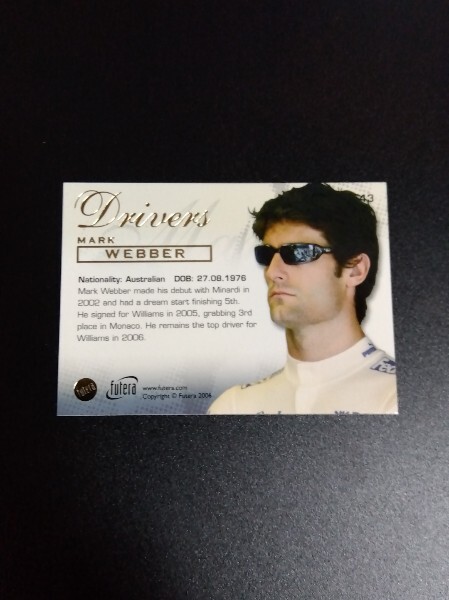 43
Drivers
MARK
WEBBER
Nationality: Australian DOB: 27.08.1976
Mark Webber made his debut with Minardi in
2002 and had a dream start finishing 5th.
He signed for Williams in 2005, grabbing 3rd
place in Monaco. He remains the top driver for
Williams in 2006.
futera
futera
www.futera.com
Copyright © Futera 2006